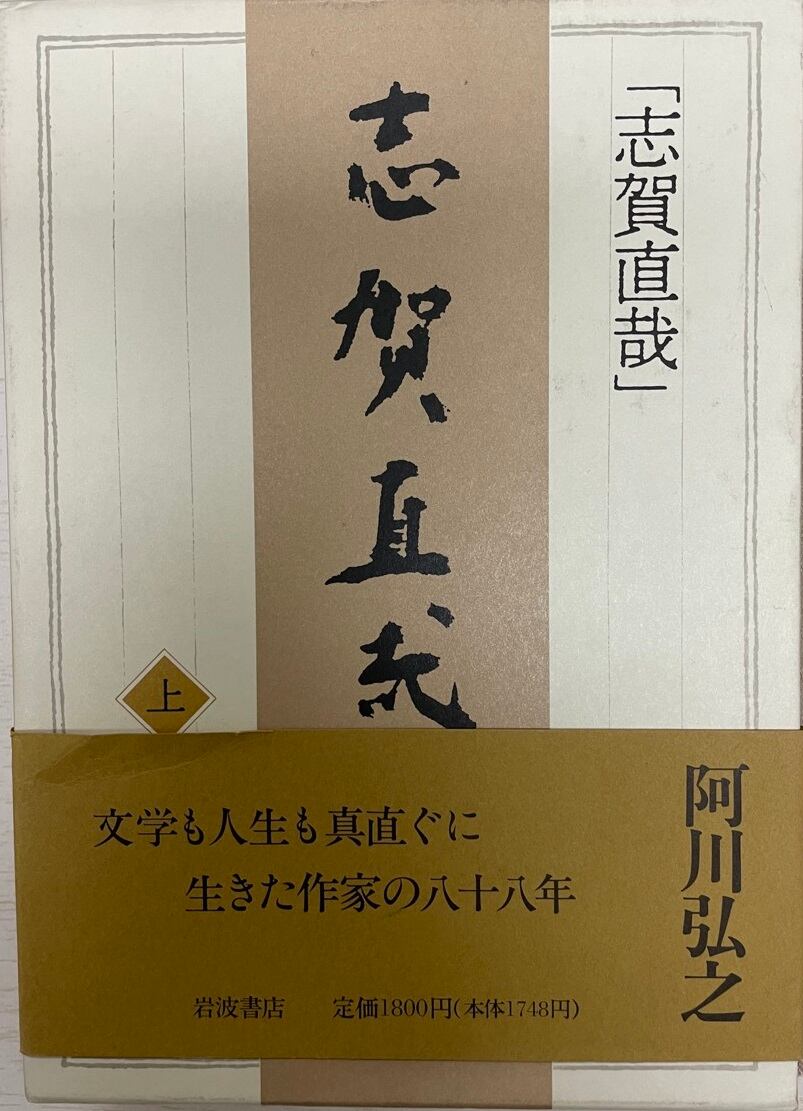 「志賀直哉」
志賀直哉
上
阿川弘之
文学も人生も真直ぐに
生きた作家の八十八年
岩波書店 定価1800円(本体1748円)